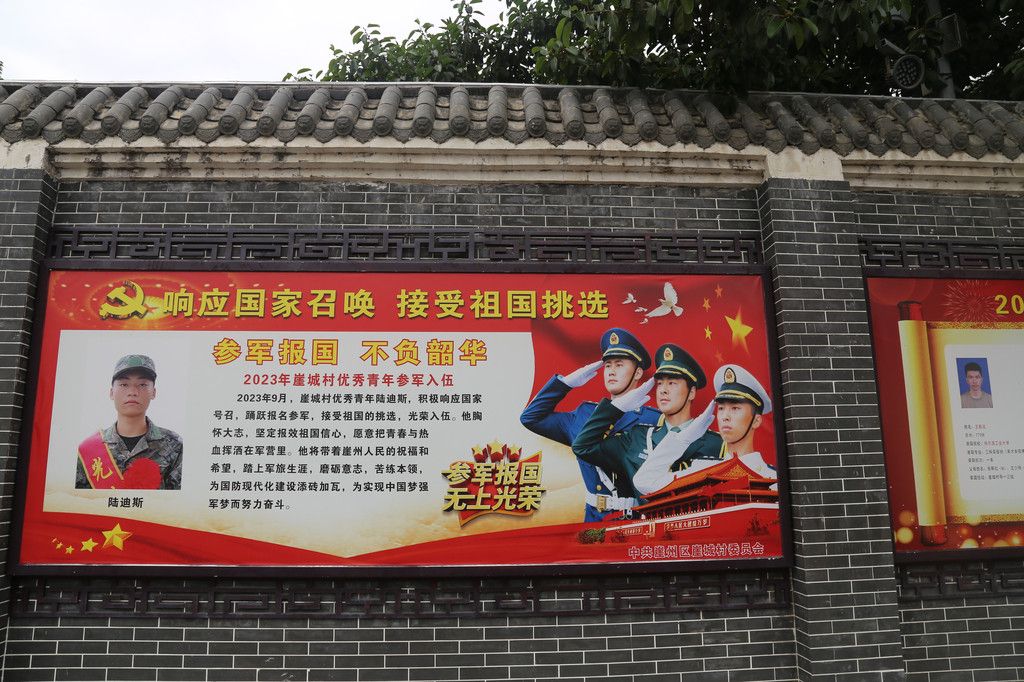 响应国家召唤 接受祖国挑选
参军报国 不负韶华
2023年崖城村优秀青年参军入伍
2023年9月，崖城村优秀青年陆迪斯，积极响应国家
号召，踊跃报名参军，接受祖国的挑选，光荣入伍。他胸
怀大志，坚定报效祖国信心，愿意把青春与热
血挥洒在军营里。他将带着崖州人民的祝福和
希望，踏上军旅生涯，磨砺意志，苦练本领，
为国防现代化建设添砖加瓦，为实现中国梦强
军梦而努力奋斗。
光
陆迪斯
参军报国
无上光荣
中共崖州区崖城村委员会
20